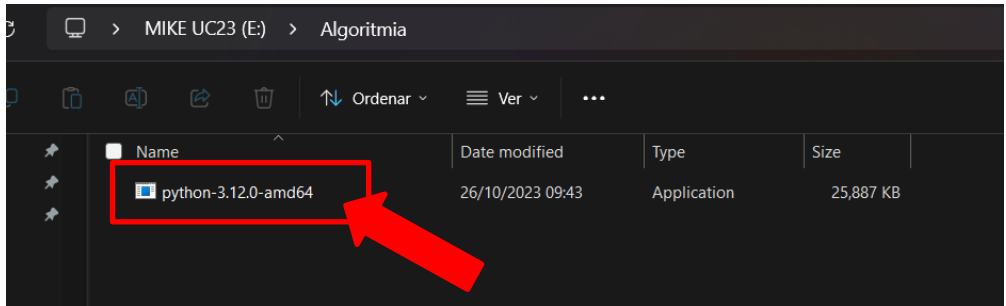 MIKE UC23 (E:) > Algoritmia
Ordenar Ver
Name Date modified Type Size
python-3.12.0-amd64 26/10/2023 09:43 Application 25,887 KB